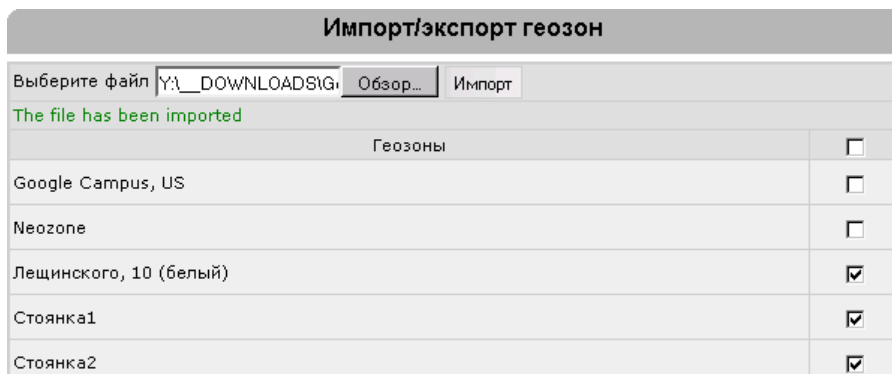 Импорт/экспорт геозон
Выберите файл Y:\__DOWNLOADS\G Обзор... Импорт
The file has been imported
Геозоны
Google Campus, US
Neozone
Лещинского, 10 (белый)
Стоянка1
Стоянка2